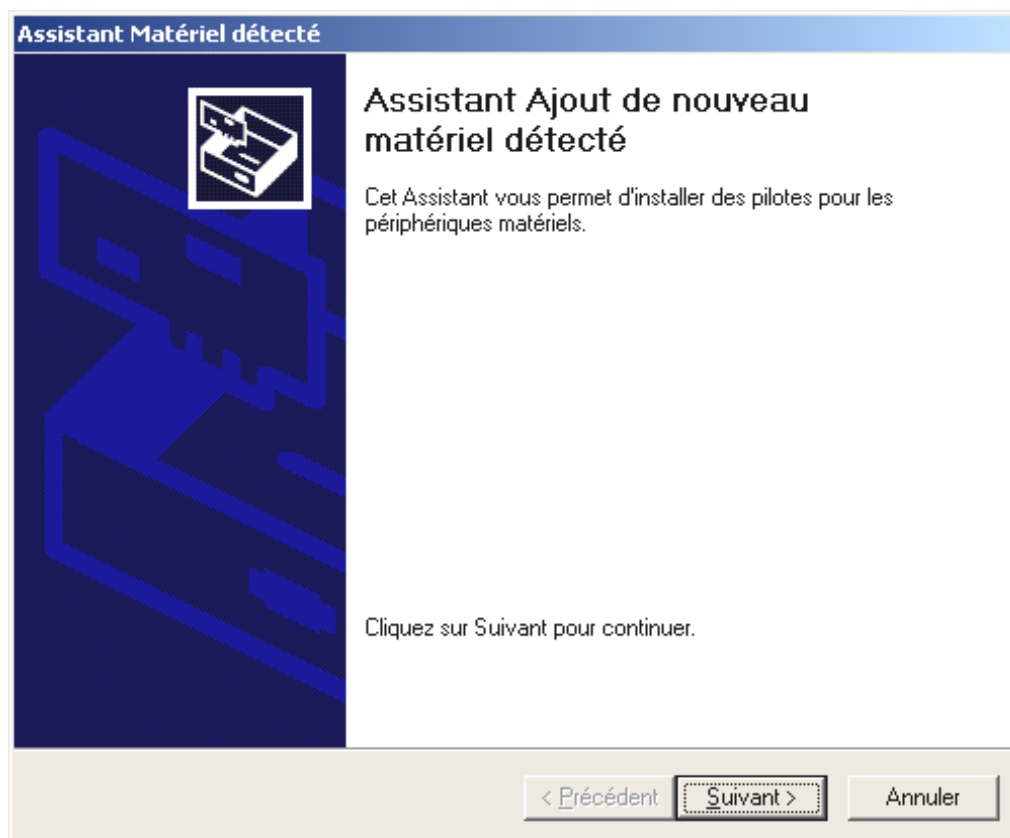 Assistant Matériel détecté
Assistant Ajout de nouveau
matériel détecté
Cet Assistant vous permet d'installer des pilotes pour les
périphériques matériels.
Cliquez sur Suivant pour continuer.
< Précédent
Suivant >
Annuler